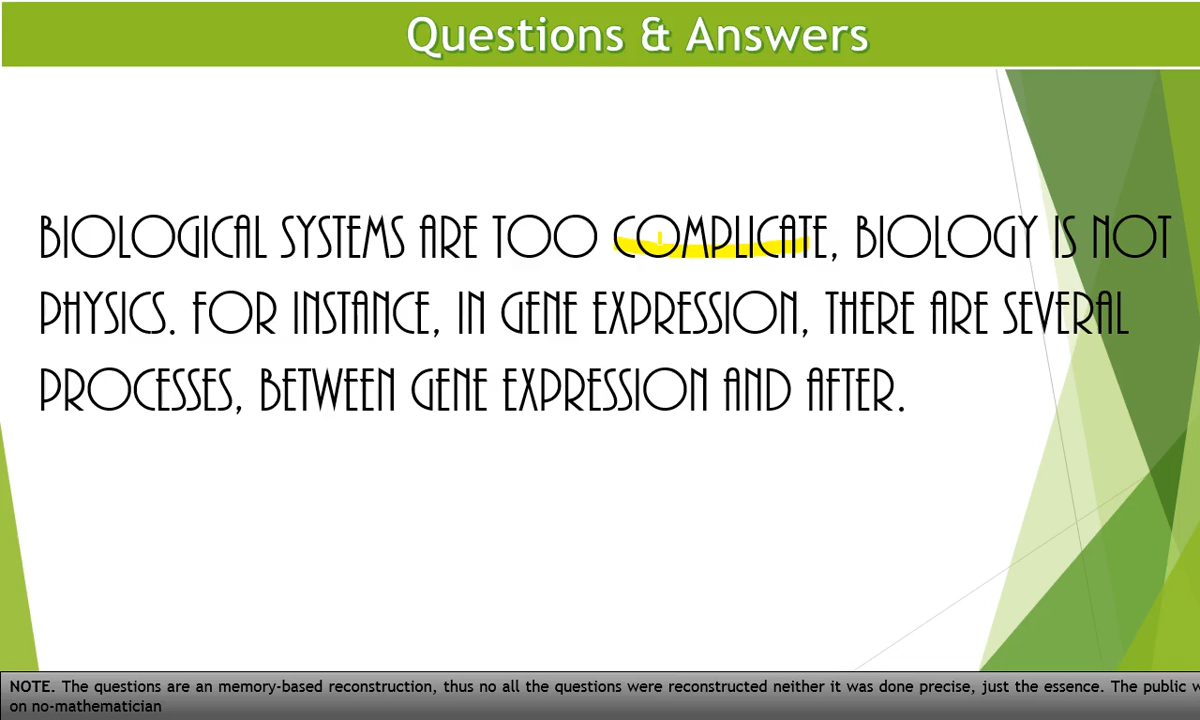 Questions & Answers
BIOLOGICAL SYSTEMS ARE TOO COMPLICATE, BIOLOGY IS NOT
PHYSICS. FOR INSTANCE, IN GENE EXPRESSION, THERE ARE SEVERAL
PROCESSES, BETWEEN GENE EXPRESSION AND AFTER.
NOTE. The questions are an memory-based reconstruction, thus no all the questions were reconstructed neither it was done precise, just the essence. The public
on no-mathematician